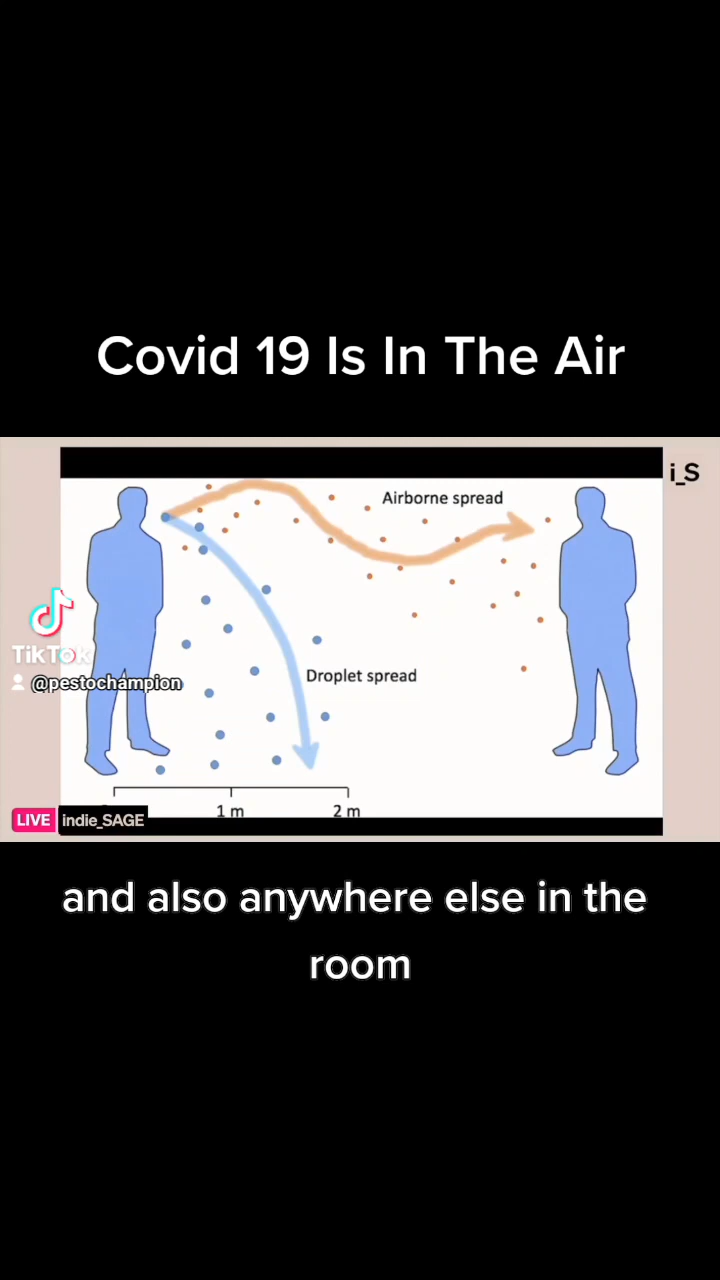 Covid 19 Is In The Air
i_S
Airborne spread
TikTok
@pestochampion
Droplet spread
1 m
2 m
LIVE
indie_SAGE
and also anywhere else in the
room